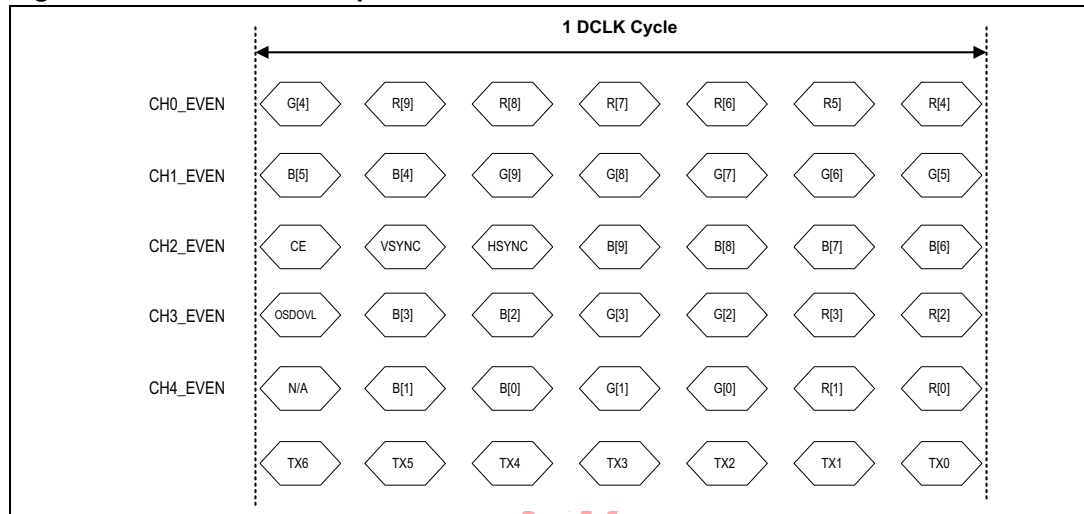 1 DCLK Cycle
CH0_EVEN G[4] R[9] R[8] R[7] R[6] R5] R[4]
CH1_EVEN B[5] B[4] G[9] G[8] G[7] G[6] G[5]
CH2_EVEN CE VSYNC HSYNC B[9] B[8] B[7] B[6]
CH3_EVEN OSDOVL B[3] B[2] G[3] G[2] R[3] R[2]
CH4_EVEN N/A B[1] B[0] G[1] G[0] R[1] R[0]
TX6 TX5 TX4 TX3 TX2 TX1 TX0